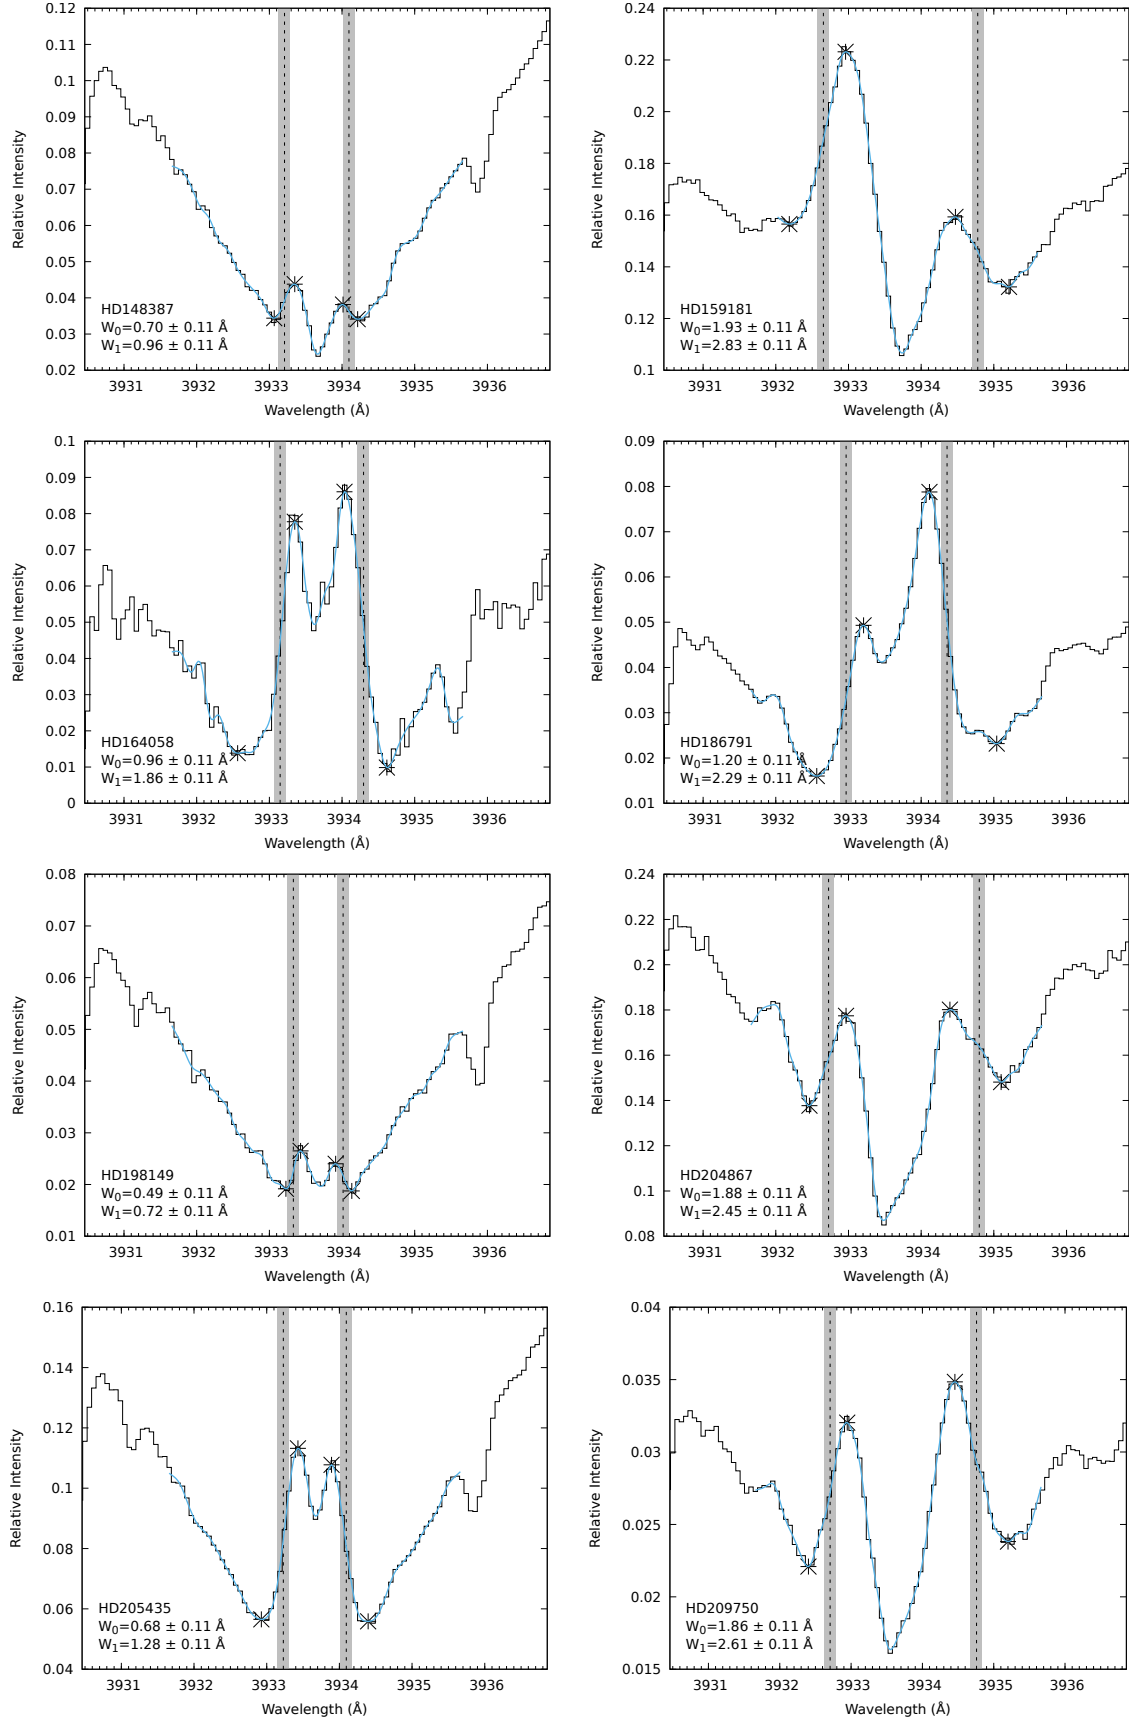 0.12
0.11
0.1
0.09
0.08
0.07
0.06
0.05
0.04
0.03
0.02
Relative Intensity
HD148387
W0=0.70 ± 0.11 Å
W1=0.96 ± 0.11 Å
3931 3932 3933 3934 3935 3936
Wavelength (Å)
0.24
0.22
0.2
0.18
0.16
0.14
0.12
0.1
Relative Intensity
HD159181
W0=1.93 ± 0.11 Å
W1=2.83 ± 0.11 Å
3931 3932 3933 3934 3935 3936
Wavelength (Å)
0.1
0.09
0.08
0.07
0.06
0.05
0.04
0.03
0.02
0.01
0
Relative Intensity
HD164058
W0=0.96 ± 0.11 Å
W1=1.86 ± 0.11 Å
3931 3932 3933 3934 3935 3936
Wavelength (Å)
0.09
0.08
0.07
0.06
0.05
0.04
0.03
0.02
0.01
Relative Intensity
HD186791
W0=1.20 ± 0.11 Å
W1=2.29 ± 0.11 Å
3931 3932 3933 3934 3935 3936
Wavelength (Å)
0.08
0.07
0.06
0.05
0.04
0.03
0.02
0.01
Relative Intensity
HD198149
W0=0.49 ± 0.11 Å
W1=0.72 ± 0.11 Å
3931 3932 3933 3934 3935 3936
Wavelength (Å)
0.24
0.22
0.2
0.18
0.16
0.14
0.12
0.1
0.08
Relative Intensity
HD204867
W0=1.88 ± 0.11 Å
W1=2.45 ± 0.11 Å
3931 3932 3933 3934 3935 3936
Wavelength (Å)
0.16
0.14
0.12
0.1
0.08
0.06
0.04
Relative Intensity
HD205435
W0=0.68 ± 0.11 Å
W1=1.28 ± 0.11 Å
3931 3932 3933 3934 3935 3936
Wavelength (Å)
0.04
0.035
0.03
0.025
0.02
0.015
Relative Intensity
HD209750
W0=1.86 ± 0.11 Å
W1=2.61 ± 0.11 Å
3931 3932 3933 3934 3935 3936
Wavelength (Å)